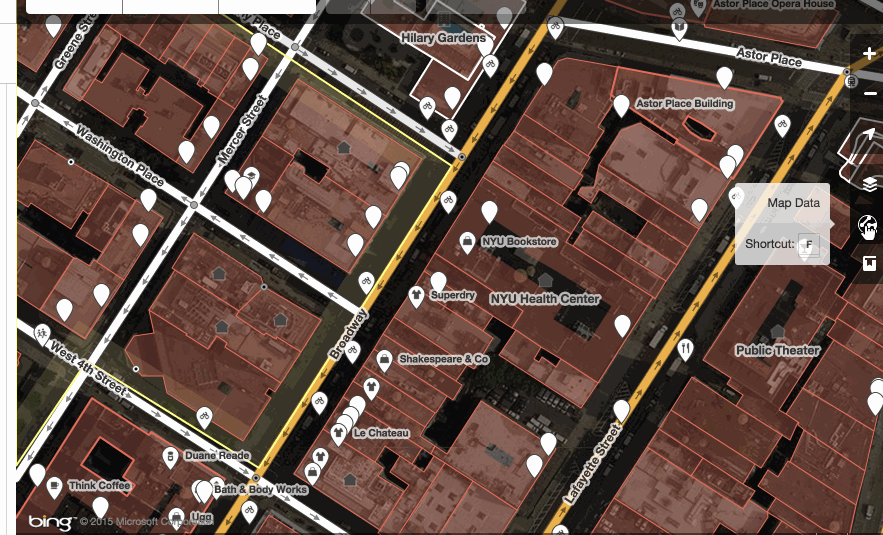 Astor Place Opera House
Greene
Place
Hilary Gardens
Astor Place
Astor Place Building
Mercer Street
Washington Place
Map Data
Shortcut: F
NYU Bookstore
Superdry
NYU Health Center
Broadway
Public Theater
Shakespeare & Co
West 4th Street
Le Chateau
Duane Reade
Lafayette Street
Think Coffee
Bath & Body Works
Ugg
bing
© 2015 Microsoft Corporation